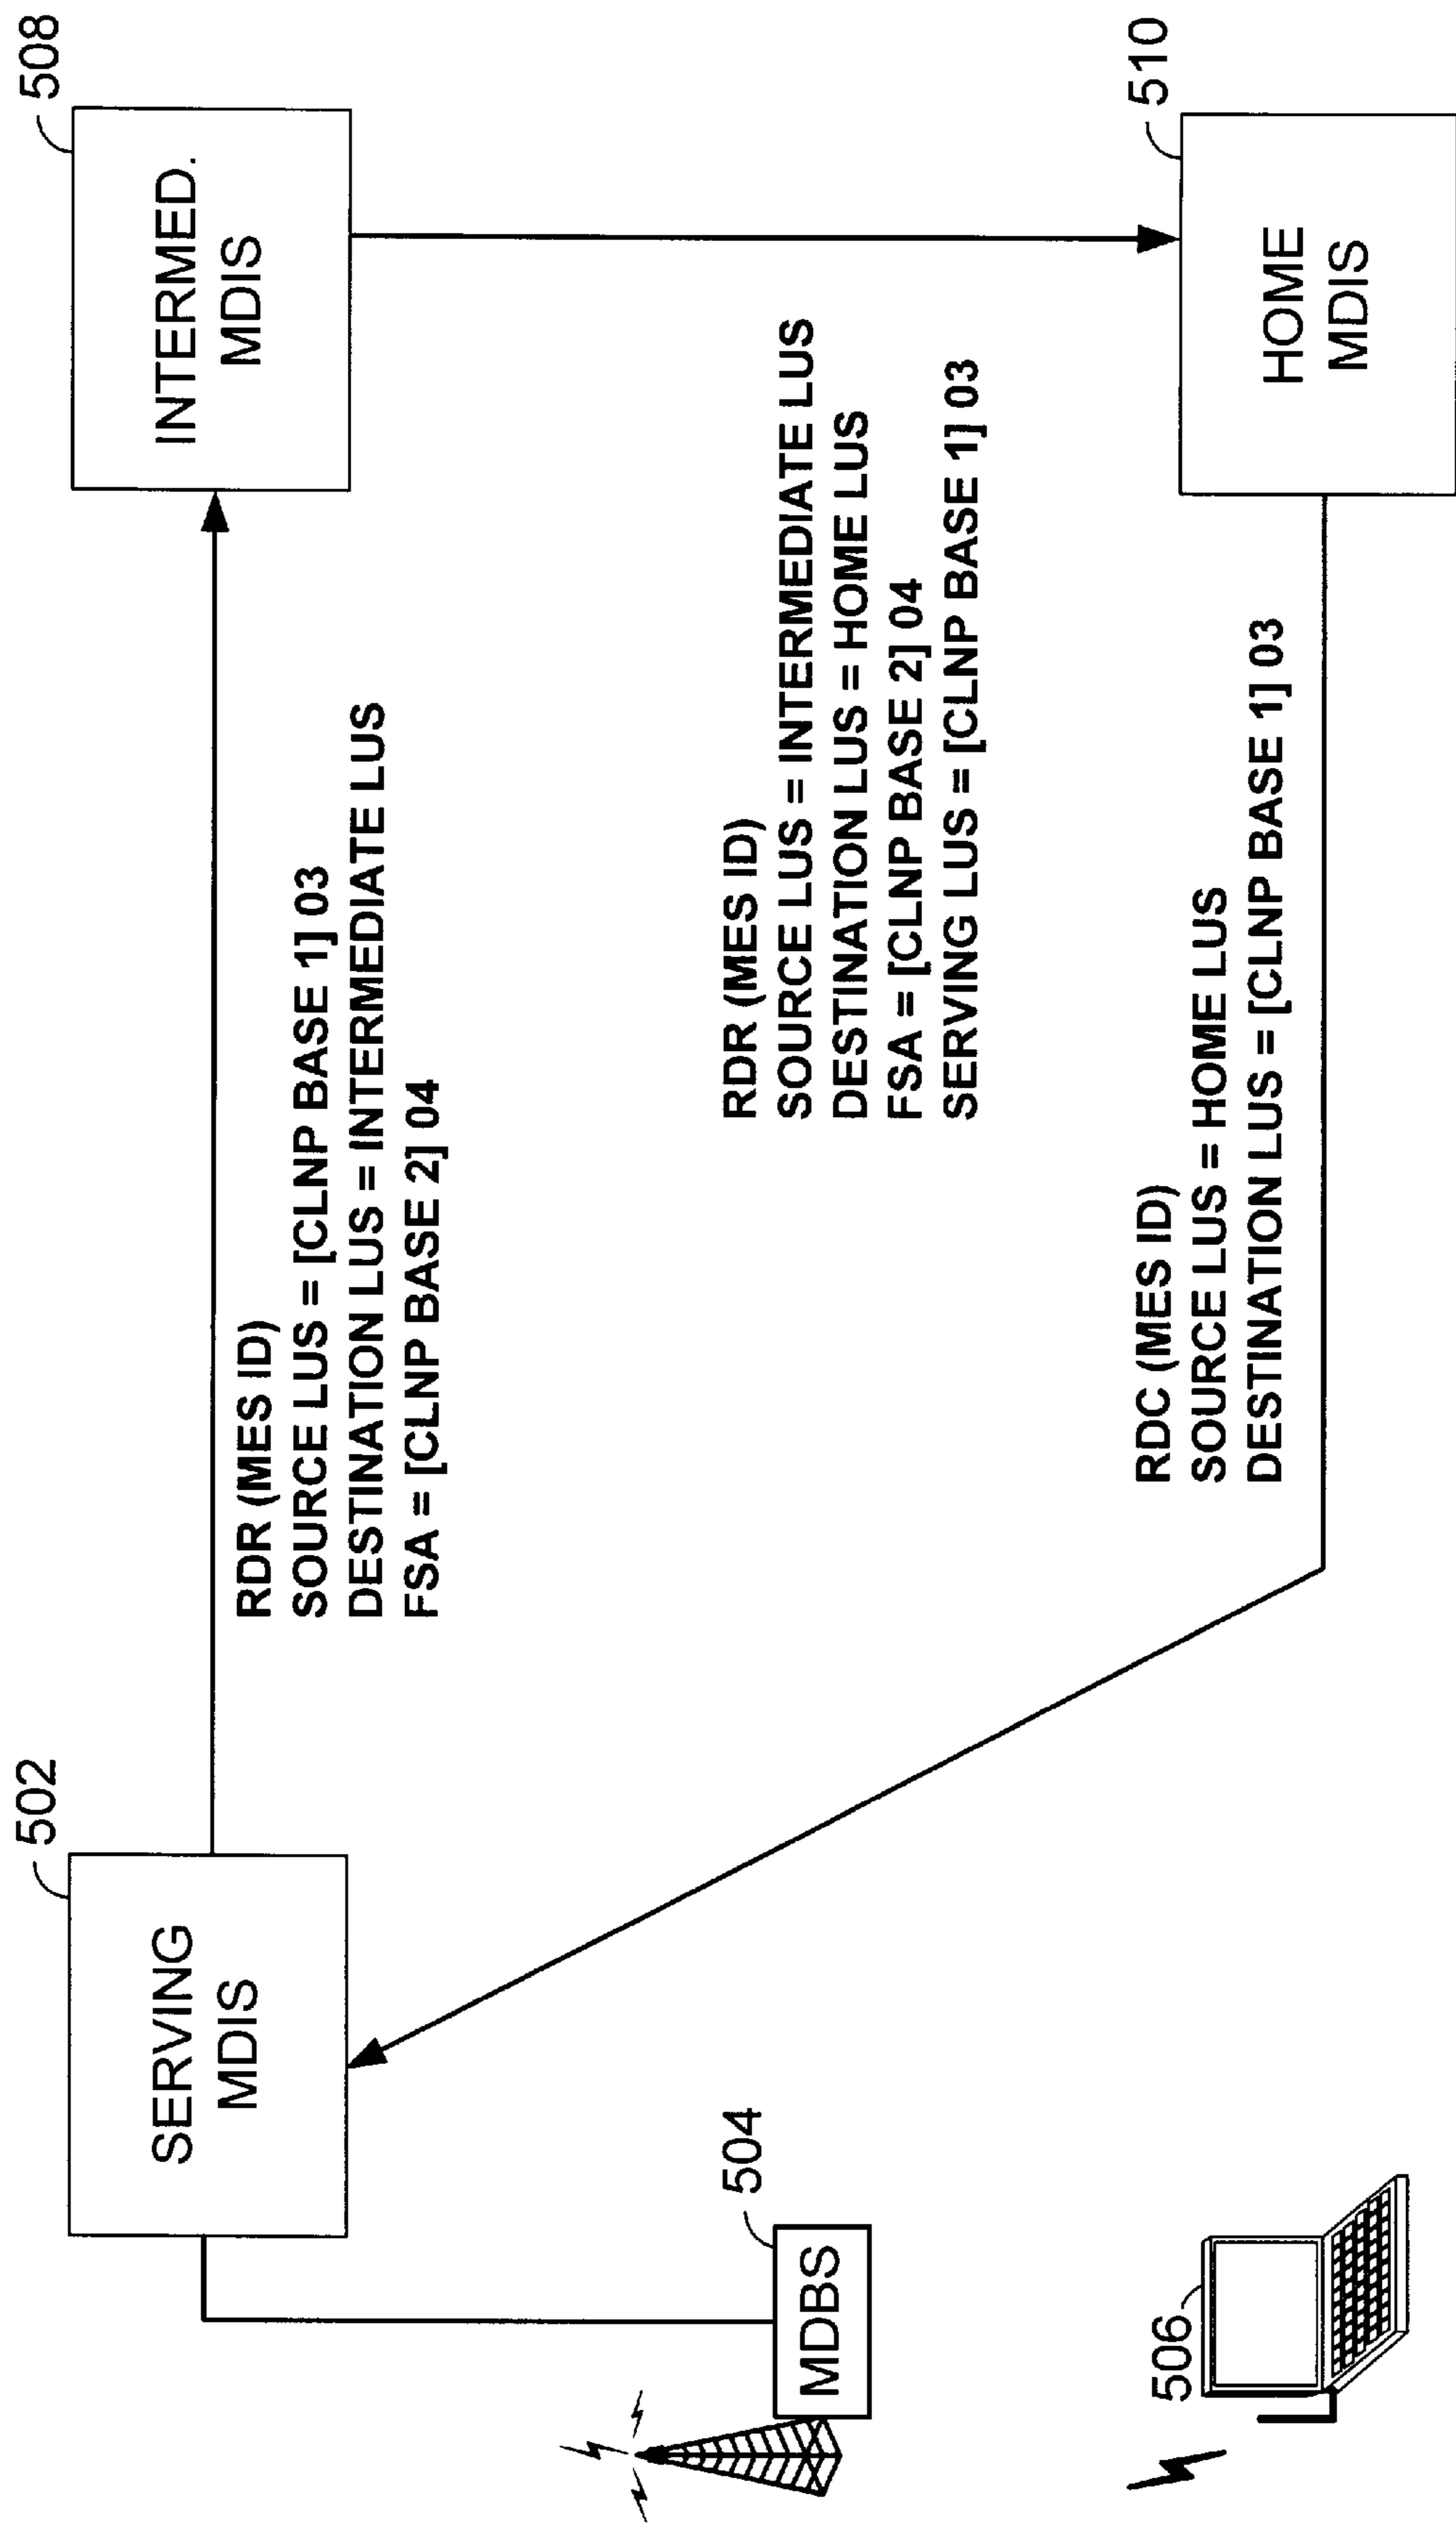 502
SERVING
MDIS
508
INTERMED.
MDIS
RDR (MES ID)
SOURCE LUS = [CLNP BASE 1] 03
DESTINATION LUS = INTERMEDIATE LUS
FSA = [CLNP BASE 2] 04
RDR (MES ID)
SOURCE LUS = INTERMEDIATE LUS
DESTINATION LUS = HOME LUS
FSA = [CLNP BASE 2] 04
SERVING LUS = [CLNP BASE 1] 03
504
MDBS
506
RDC (MES ID)
SOURCE LUS = HOME LUS
DESTINATION LUS = [CLNP BASE 1] 03
510
HOME
MDIS